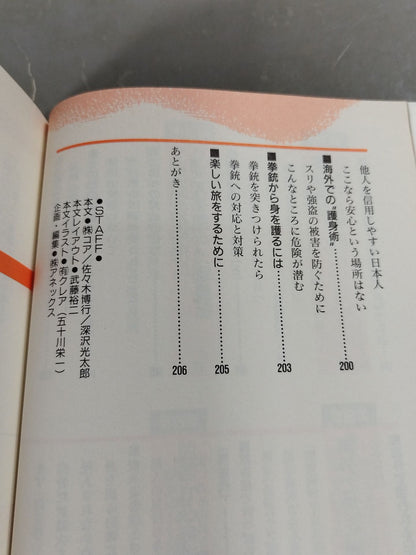 他人を信用しやすい日本人
ここなら安心という場所はない
■海外での〝護身術〟……………200
スリや強盗の被害を防ぐために
こんなところに危険が潜む
■拳銃から身を護るには……………203
拳銃を突きつけられたら
拳銃への対応と対策
■楽しい旅をするために……………205
あとがき……………206
●STAFF●
本文●㈱コア/佐々木博行/深沢光太郎
本文レイアウト●武藤裕二
本文イラスト●㈲クレア(五十川栄一)
企画・編集●㈱アネックス